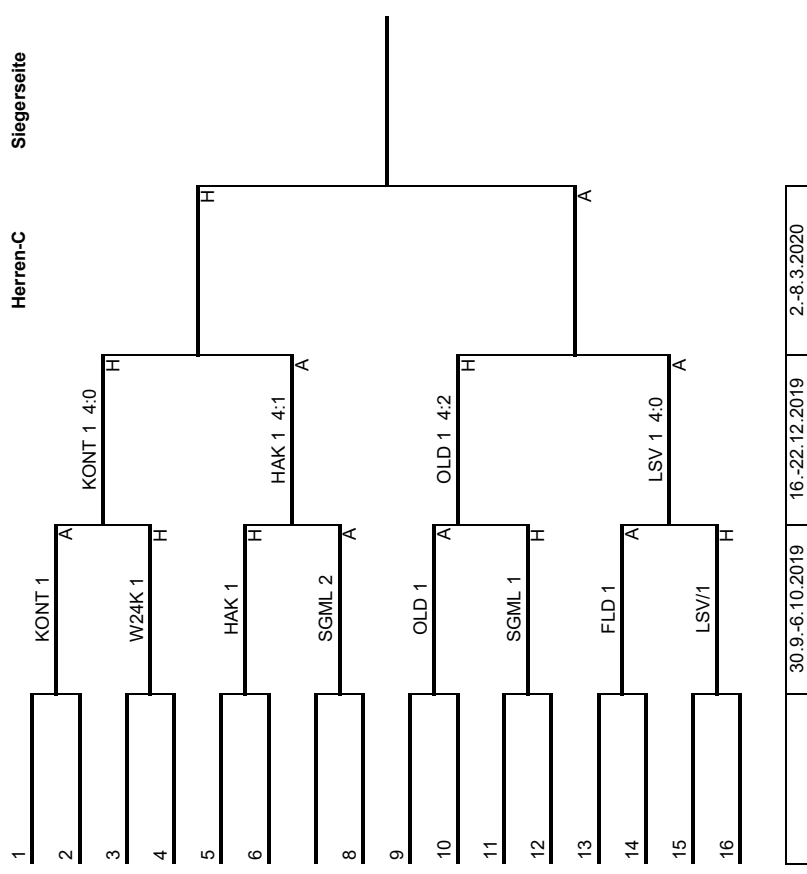 Herren-C Siegerseite
1
2
3
4
5
6
8
9
10
11
12
13
14
15
16
KONT 1
A
W24K 1
H
HAK 1
H
SGML 2
A
OLD 1
A
SGML 1
H
FLD 1
A
LSV/1
H
KONT 1 4:0
H
HAK 1 4:1
A
OLD 1 4:2
H
LSV 1 4:0
A
H
A
30.9.-6.10.2019 16.-22.12.2019 2.-8.3.2020